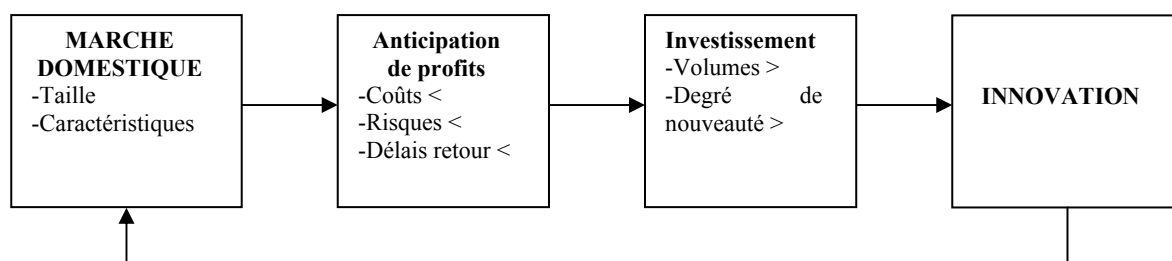 MARCHE
DOMESTIQUE
-Taille
-Caractéristiques
Anticipation
de profits
-Coûts <
-Risques <
-Délais retour <
Investissement
-Volumes >
-Degré de
nouveauté >
INNOVATION